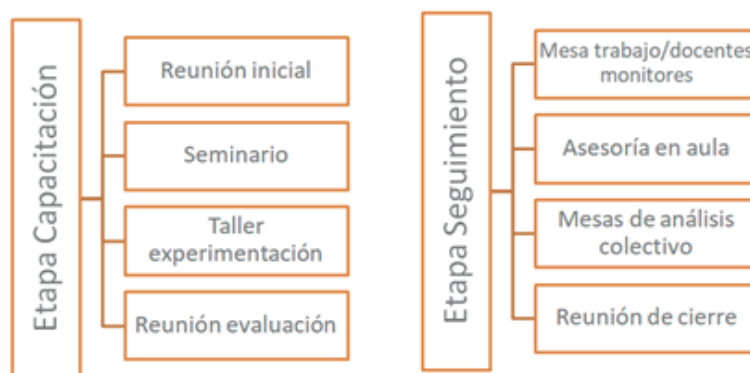 Etapa Capacitación
Reunión inicial
Seminario
Taller
experimentación
Reunión evaluación
Etapa Seguimiento
Mesa trabajo/docentes
monitores
Asesoría en aula
Mesas de análisis
colectivo
Reunión de cierre